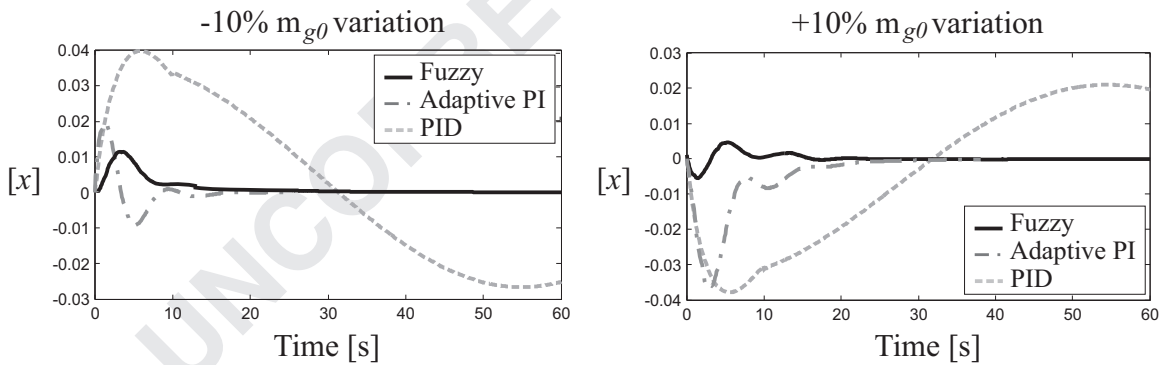 -10% m_g0 variation
0.04
0.03
0.02
0.01
0
-0.01
-0.02
-0.03
[x]
0 10 20 30 40 50 60
Time [s]
Fuzzy
Adaptive PI
PID
+10% m_g0 variation
0.03
0.02
0.01
0
-0.01
-0.02
-0.03
-0.04
[x]
0 10 20 30 40 50 60
Time [s]
Fuzzy
Adaptive PI
PID
UNCORRE